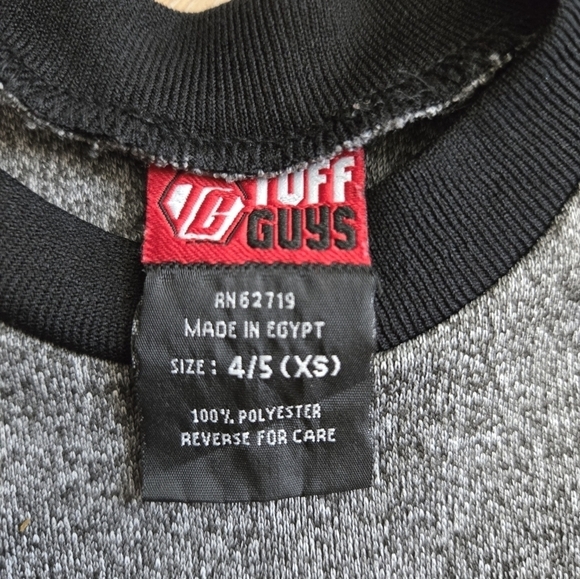 TG TUFF
GUYS
RN62719
MADE IN EGYPT
SIZE: 4/5 (XS)
100% POLYESTER
REVERSE FOR CARE